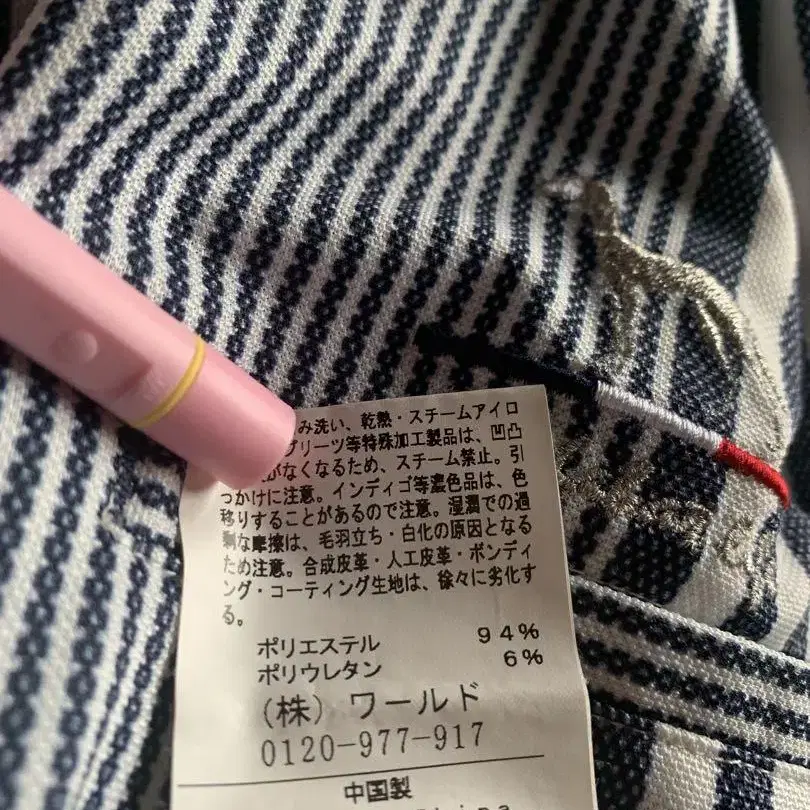 み洗い、乾熱・スチームアイロ
プリーツ等特殊加工製品は、凹凸
がなくなるため、スチーム禁止。引
っかけに注意。インディゴ等濃色品は、色
移りすることがあるので注意。湿潤での過
剰な摩擦は、毛羽立ち・白化の原因となる
ため注意。合成皮革・人工皮革・ボンディ
ング・コーティング生地は、徐々に劣化す
る。
ポリエステル 94%
ポリウレタン 6%
(株)ワールド
0120-977-917
中国製